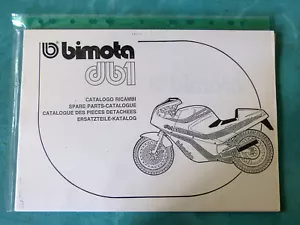 bimota
db1
CATALOGO RICAMBI
SPARE PARTS-CATALOGUE
CATALOGUE DES PIECES DETACHEES
ERSATZTEILE-KATALOG